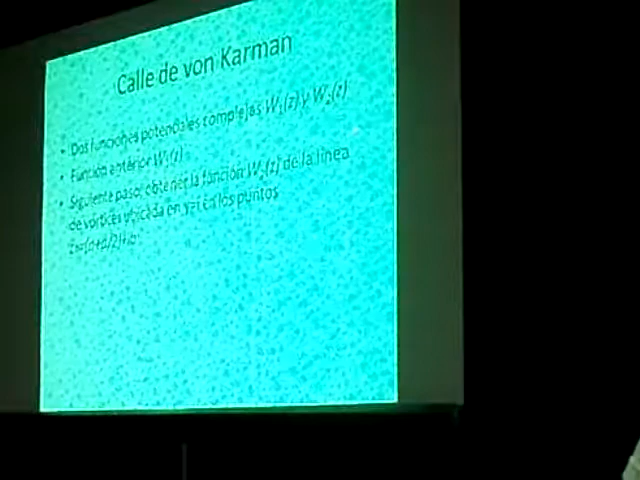 Calle de von Karman
• Dos funciones potenciales complejas W₁(z) y W₂(z)
• Función anterior W₁(z)
• Siguiente paso, obtener la función W₂(z) de la línea
de vórtices ubicada en y=
en los puntos